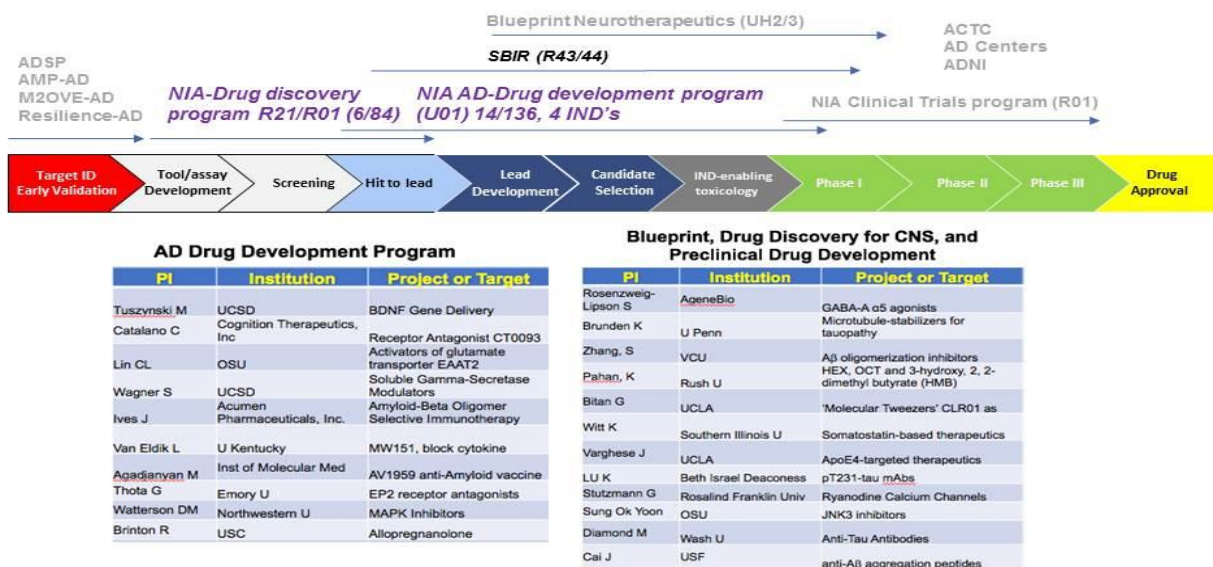 Blueprint Neurotherapeutics (UH2/3)
SBIR (R43/44)
ACTC
AD Centers
ADNI
ADSP
AMP-AD
M2OVE-AD
Resilience-AD
NIA-Drug discovery
program R21/R01 (6/84)
NIA AD-Drug development program
(U01) 14/136, 4 IND's
NIA Clinical Trials program (R01)
Target ID
Early Validation
Tool/assay
Development
Screening
Hit to lead
Lead
Development
Candidate
Selection
IND-enabling
toxicology
Phase I
Phase II
Phase III
Drug
Approval
AD Drug Development Program
PI Institution Project or Target
Tuszynski M UCSD BDNF Gene Delivery
Catalano C Cognition Therapeutics,
Inc Receptor Antagonist CT0093
Lin CL OSU Activators of glutamate
transporter EAAT2
Wagner S UCSD Soluble Gamma-Secretase
Modulators
Ives J Acumen
Pharmaceuticals, Inc. Amyloid-Beta Oligomer
Selective Immunotherapy
Van Eldik L U Kentucky MW151, block cytokine
Agadjanyan M Inst of Molecular Med AV1959 anti-Amyloid vaccine
Thota G Emory U EP2 receptor antagonists
Watterson DM Northwestern U MAPK Inhibitors
Brinton R USC Allopregnanolone
Blueprint, Drug Discovery for CNS, and
Preclinical Drug Development
PI Institution Project or Target
Rosenzweig-
Lipson S AgeneBio GABA-A α5 agonists
Brunden K U Penn Microtubule-stabilizers for
tauopathy
Zhang, S VCU Aβ oligomerization inhibitors
Pahan, K Rush U HEX, OCT and 3-hydroxy, 2, 2-
dimethyl butyrate (HMB)
Bitan G UCLA 'Molecular Tweezers' CLR01 as
Witt K Southern Illinois U Somatostatin-based therapeutics
Varghese J UCLA ApoE4-targeted therapeutics
LU K Beth Israel Deaconess pT231-tau mAbs
Stutzmann G Rosalind Franklin Univ Ryanodine Calcium Channels
Sung Ok Yoon OSU JNK3 inhibitors
Diamond M Wash U Anti-Tau Antibodies
Cai J USF anti-Aβ aggregation peptides